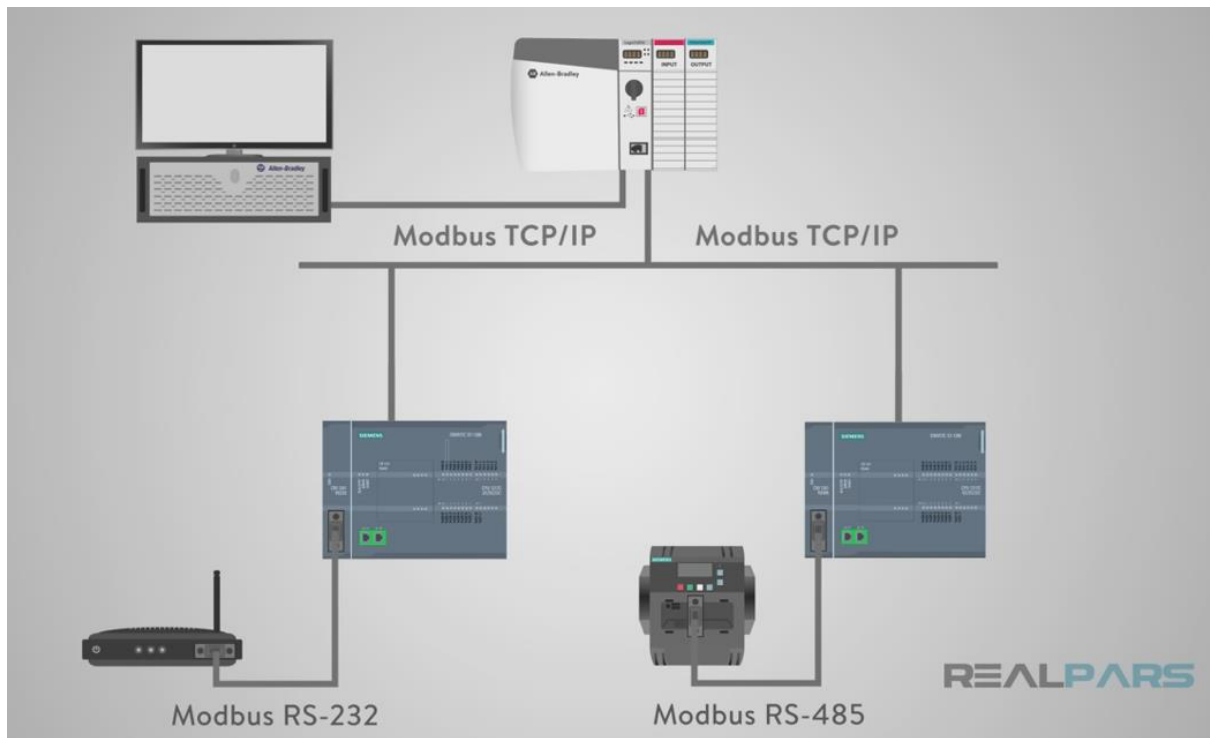 Allen-Bradley
INPUT
OUTPUT
Allen-Bradley
Modbus TCP/IP
Modbus TCP/IP
SIEMENS
SIEMENS
SIEMENS
Modbus RS-232
Modbus RS-485
REALPARS